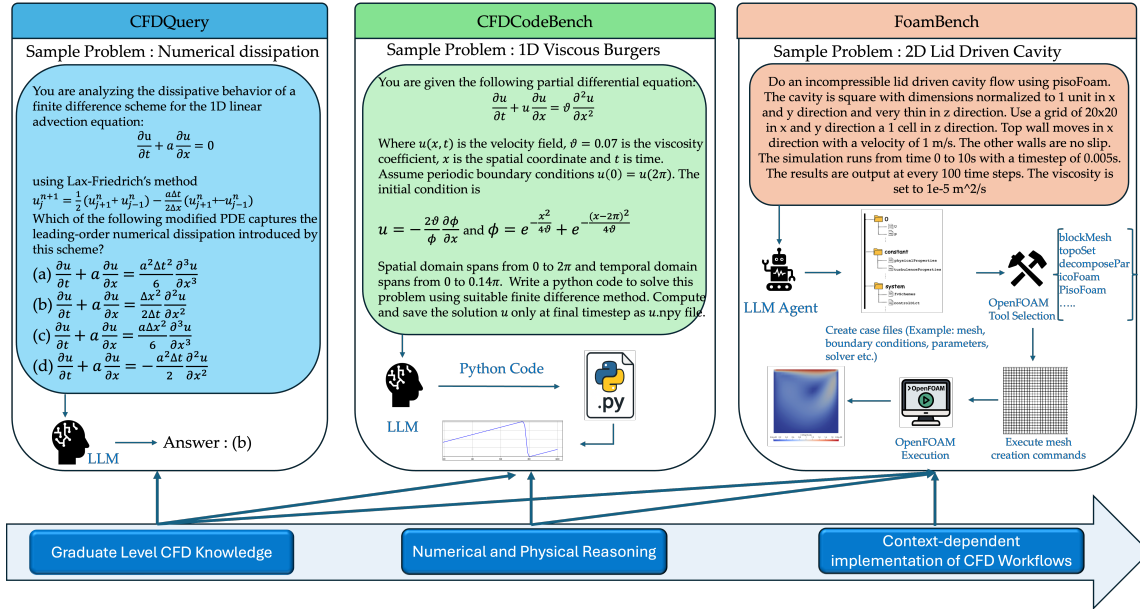 CFDQuery
Sample Problem : Numerical dissipation
You are analyzing the dissipative behavior of a
finite difference scheme for the 1D linear
advection equation:
∂u/∂t + a ∂u/∂x = 0
using Lax-Friedrich's method
u_j^{n+1} = 1/2 (u_{j+1}^n + u_{j-1}^n) − aΔt/2Δx (u_{j+1}^n +− u_{j-1}^n)
Which of the following modified PDE captures the
leading-order numerical dissipation introduced by
this scheme?
(a) ∂u/∂t + a ∂u/∂x = a²Δt²/6 ∂³u/∂x³
(b) ∂u/∂t + a ∂u/∂x = Δx²/2Δt ∂²u/∂x²
(c) ∂u/∂t + a ∂u/∂x = aΔx²/6 ∂³u/∂x³
(d) ∂u/∂t + a ∂u/∂x = − a²Δt/2 ∂²u/∂x²
LLM
Answer : (b)
CFDCodeBench
Sample Problem : 1D Viscous Burgers
You are given the following partial differential equation:
∂u/∂t + u ∂u/∂x = ϑ ∂²u/∂x²
Where u(x, t) is the velocity field, ϑ = 0.07 is the viscosity
coefficient, x is the spatial coordinate and t is time.
Assume periodic boundary conditions u(0) = u(2π). The
initial condition is
u = − 2ϑ/ϕ ∂ϕ/∂x and ϕ = e^{−x²/4ϑ} + e^{−(x−2π)²/4ϑ}
Spatial domain spans from 0 to 2π and temporal domain
spans from 0 to 0.14π. Write a python code to solve this
problem using suitable finite difference method. Compute
and save the solution u only at final timestep as u.npy file.
LLM
Python Code
.py
FoamBench
Sample Problem : 2D Lid Driven Cavity
Do an incompressible lid driven cavity flow using pisoFoam.
The cavity is square with dimensions normalized to 1 unit in x
and y direction and very thin in z direction. Use a grid of 20x20
in x and y direction a 1 cell in z direction. Top wall moves in x
direction with a velocity of 1 m/s. The other walls are no slip.
The simulation runs from time 0 to 10s with a timestep of 0.005s.
The results are output at every 100 time steps. The viscosity is
set to 1e-5 m^2/s
LLM Agent
0
U
constant
physicalProperties
turbulenceProperties
system
fvSchemes
controlDict
Create case files (Example: mesh,
boundary conditions, parameters,
solver etc.)
OpenFOAM
Tool Selection
blockMesh
topoSet
decomposePar
icoFoam
PisoFoam
.....
Execute mesh
creation commands
>OpenFOAM
OpenFOAM
Execution
Graduate Level CFD Knowledge
Numerical and Physical Reasoning
Context-dependent
implementation of CFD Workflows